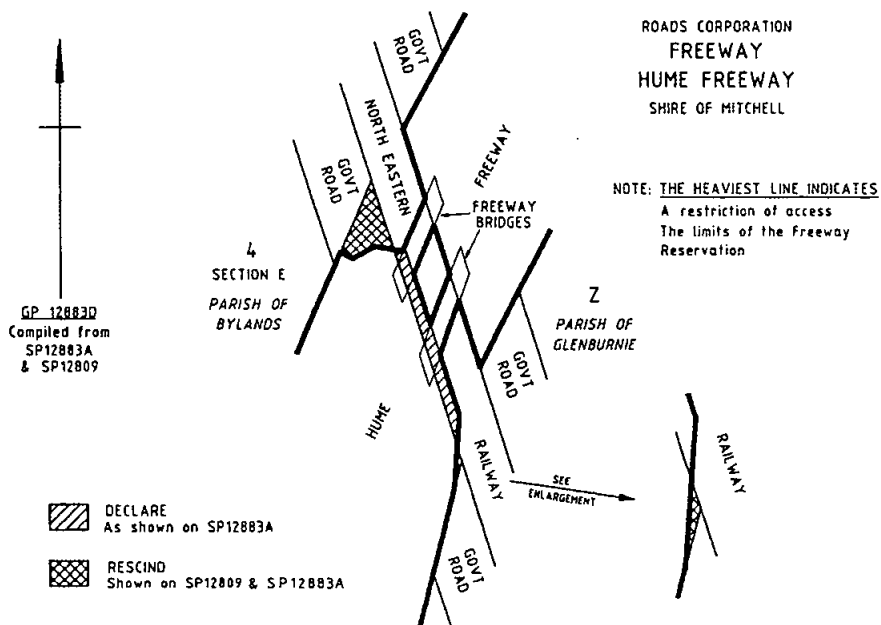 ROADS CORPORATION
FREEWAY
HUME FREEWAY
SHIRE OF MITCHELL
NOTE: THE HEAVIEST LINE INDICATES
A restriction of access
The limits of the Freeway
Reservation
GOVT
ROAD
NORTH EASTERN
GOVT
ROAD
FREEWAY
FREEWAY
BRIDGES
4
SECTION E
PARISH OF
BYLANDS
Z
PARISH OF
GLENBURNIE
GP 12883D
Compiled from
SP12883A
& SP12809
GOVT
ROAD
HUME
RAILWAY
SEE
ENLARGEMENT
RAILWAY
GOVT
ROAD
DECLARE
As shown on SP12883A
RESCIND
Shown on SP12809 & SP12883A